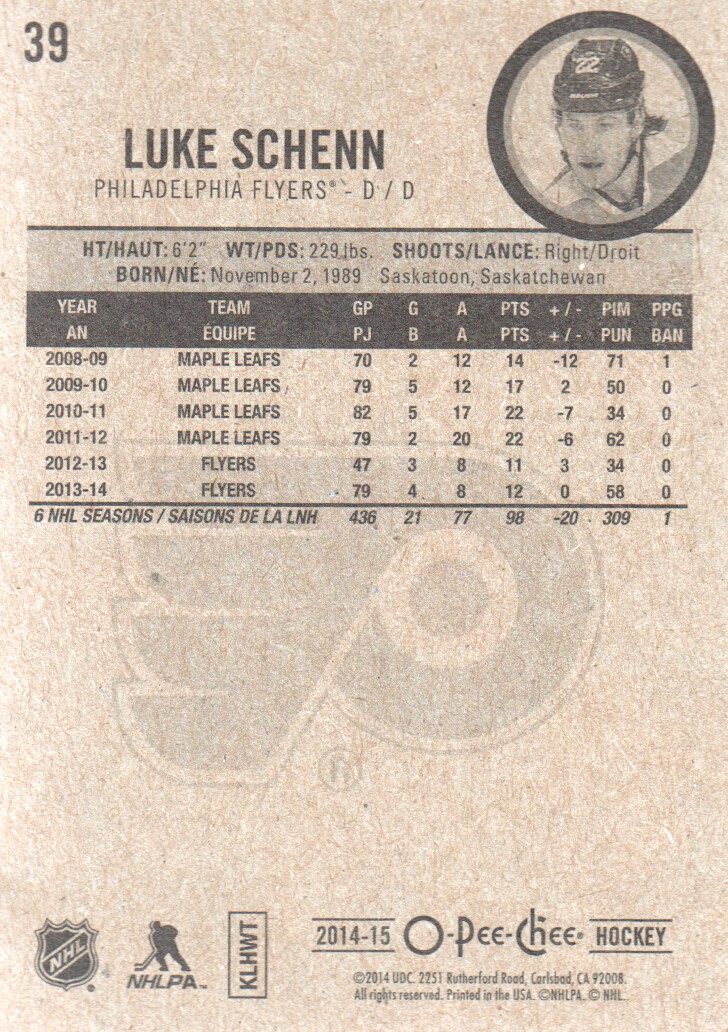 39
22
LUKE SCHENN
PHILADELPHIA FLYERS® - D / D
HT/HAUT: 6'2" WT/PDS: 229 lbs. SHOOTS/LANCE: Right/Droit
BORN/NÉ: November 2, 1989 Saskatoon, Saskatchewan
YEAR TEAM GP G A PTS +/- PIM PPG
AN ÉQUIPE PJ B A PTS +/- PUN BAN
2008-09 MAPLE LEAFS 70 2 12 14 -12 71 1
2009-10 MAPLE LEAFS 79 5 12 17 2 50 0
2010-11 MAPLE LEAFS 82 5 17 22 -7 34 0
2011-12 MAPLE LEAFS 79 2 20 22 -6 62 0
2012-13 FLYERS 47 3 8 11 3 34 0
2013-14 FLYERS 79 4 8 12 0 58 0
6 NHL SEASONS / SAISONS DE LA LNH 436 21 77 98 -20 309 1
®
NHL
NHLPA™
KLHWT
2014-15 O-Pee-Chee® HOCKEY
©2014 UDC. 2251 Rutherford Road, Carlsbad, CA 92008.
All rights reserved. Printed in the USA. ©NHLPA. © NHL.